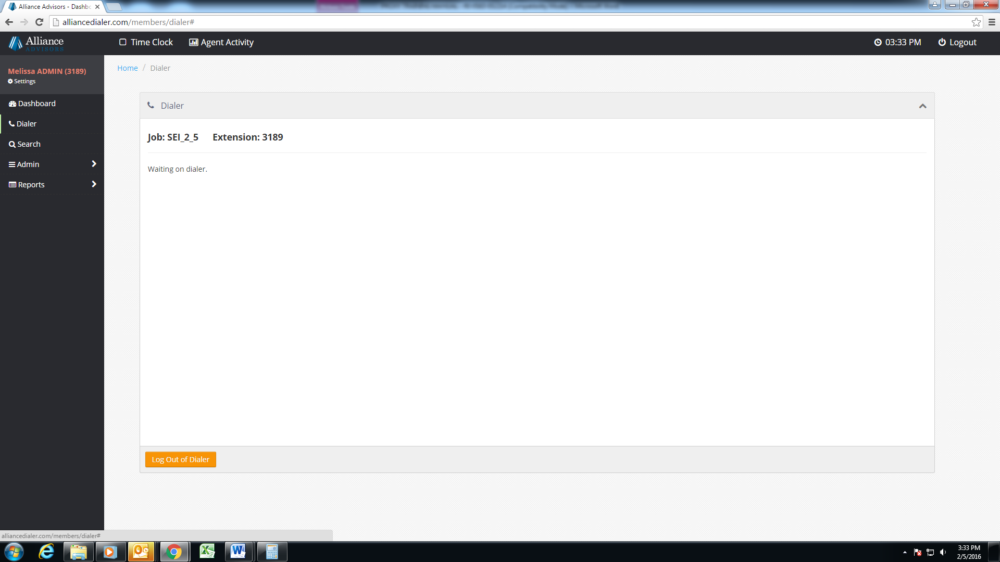 Alliance Advisors - Dashbo
alliancedialer.com/members/dialer#
Alliance
ADVISORS
Time Clock
Agent Activity
03:33 PM
Logout
Melissa ADMIN (3189)
Settings
Dashboard
Dialer
Search
Admin
Reports
Home / Dialer
Dialer
Job: SEI_2_5 Extension: 3189
Waiting on dialer.
Log Out of Dialer
alliancedialer.com/members/dialer#
3:33 PM
2/5/2016